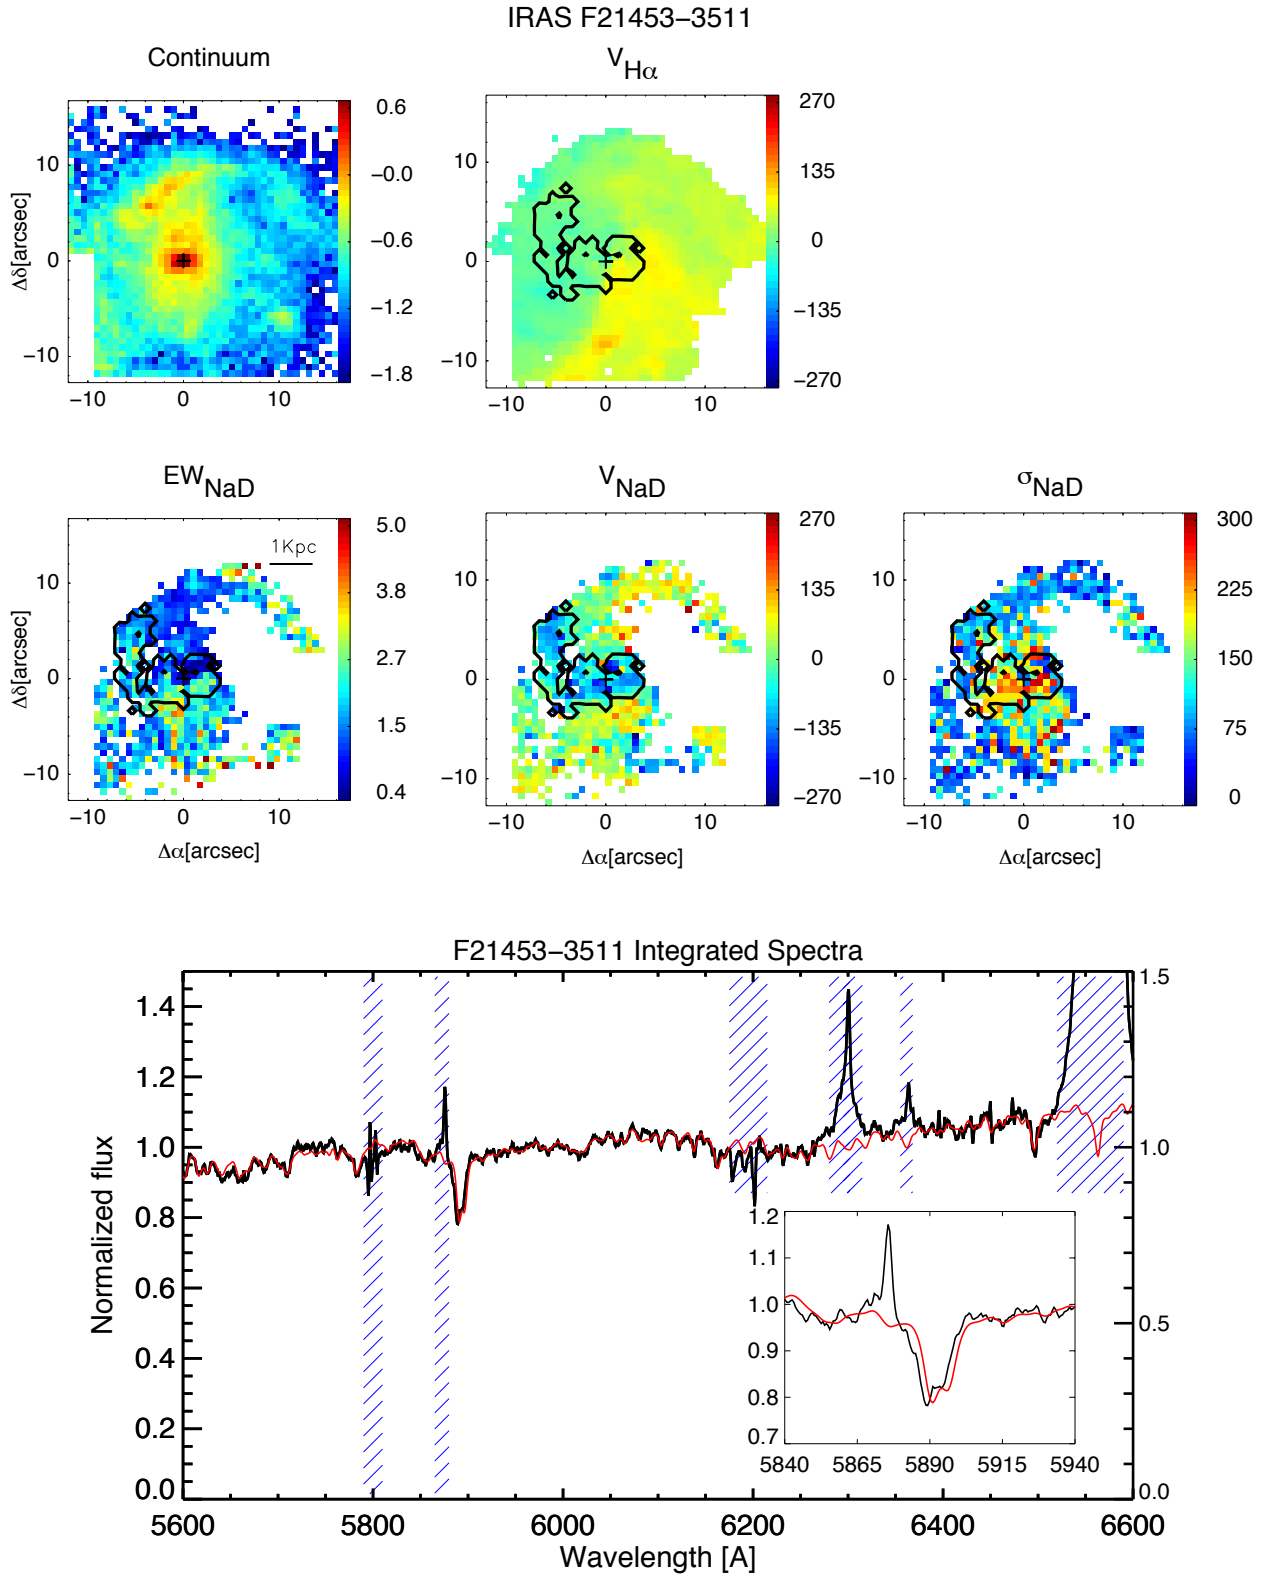 IRAS F21453−3511
Continuum
V Hα
0.6
−0.0
−0.6
−1.2
−1.8
10
0
−10
−10 0 10
Δδ[arcsec]
270
135
0
−135
−270
10
0
−10
−10 0 10
EW NaD
V NaD
σ NaD
1Kpc
5.0
3.8
2.7
1.5
0.4
10
0
−10
−10 0 10
Δδ[arcsec]
Δα[arcsec]
270
135
0
−135
−270
10
0
−10
−10 0 10
Δα[arcsec]
300
225
150
75
0
10
0
−10
−10 0 10
Δα[arcsec]
F21453−3511 Integrated Spectra
1.4
1.2
1.0
0.8
0.6
0.4
0.2
0.0
Normalized flux
1.5
1.0
0.5
0.0
1.2
1.1
1.0
0.9
0.8
0.7
5840 5865 5890 5915 5940
5600 5800 6000 6200 6400 6600
Wavelength [A]